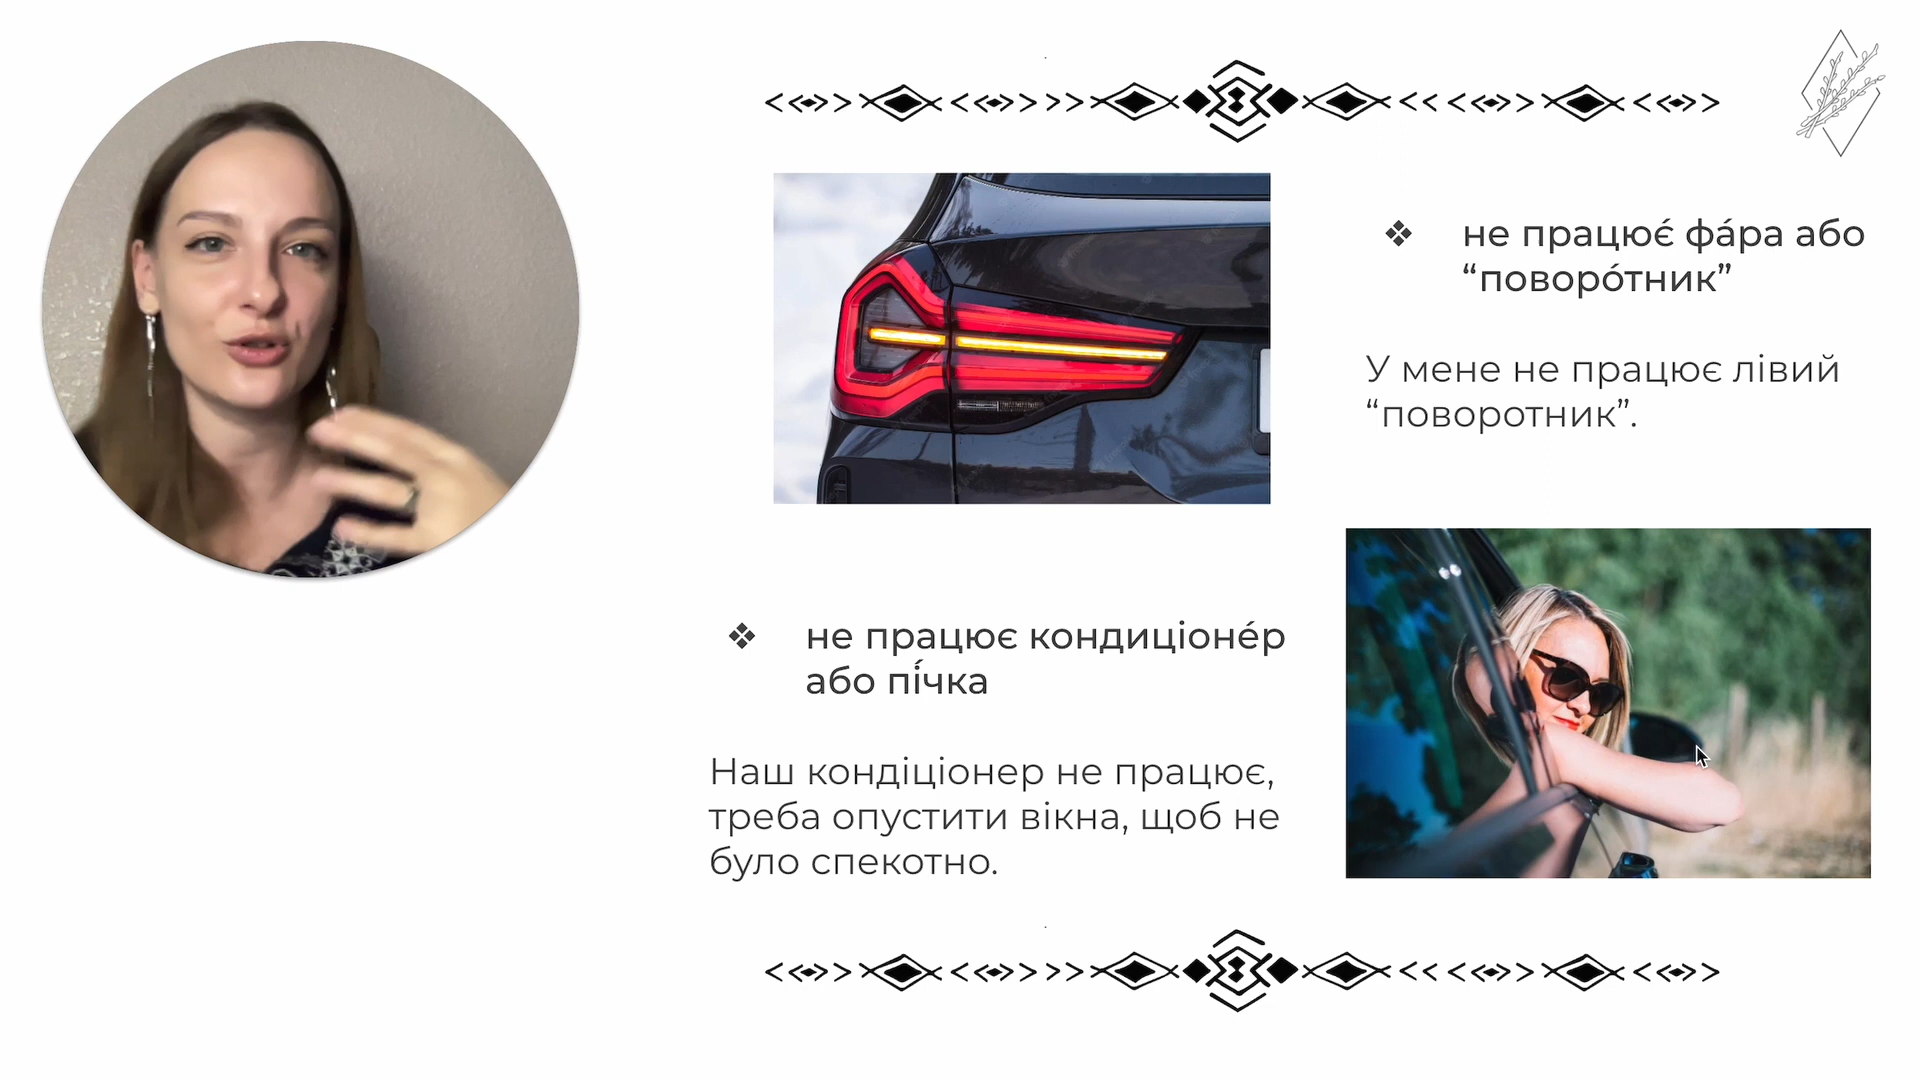 ❖ не працює́ фа́ра або
“поворо́тник”
У мене не працює лівий
“поворотник”.
❖ не працює кондиціоне́р
або пі́чка
Наш кондіціонер не працює,
треба опустити вікна, щоб не
було спекотно.